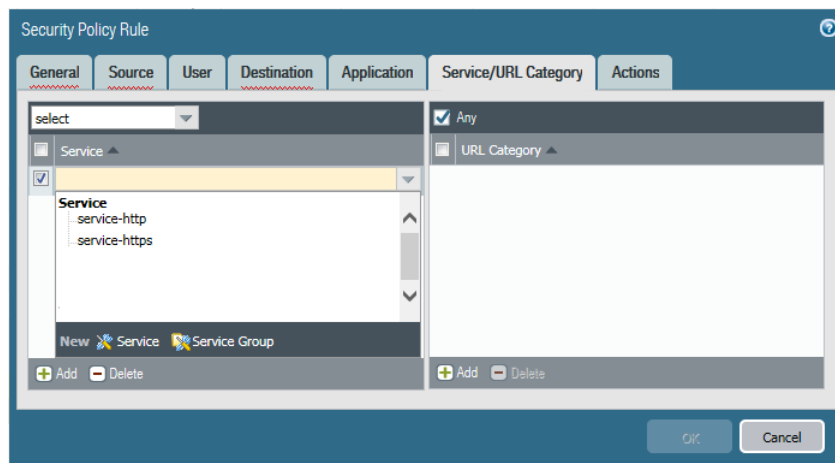 Security Policy Rule
General Source User Destination Application Service/URL Category Actions
select
Any
Service
URL Category
Service
service-http
service-https
New Service Service Group
Add Delete
Add Delete
OK Cancel